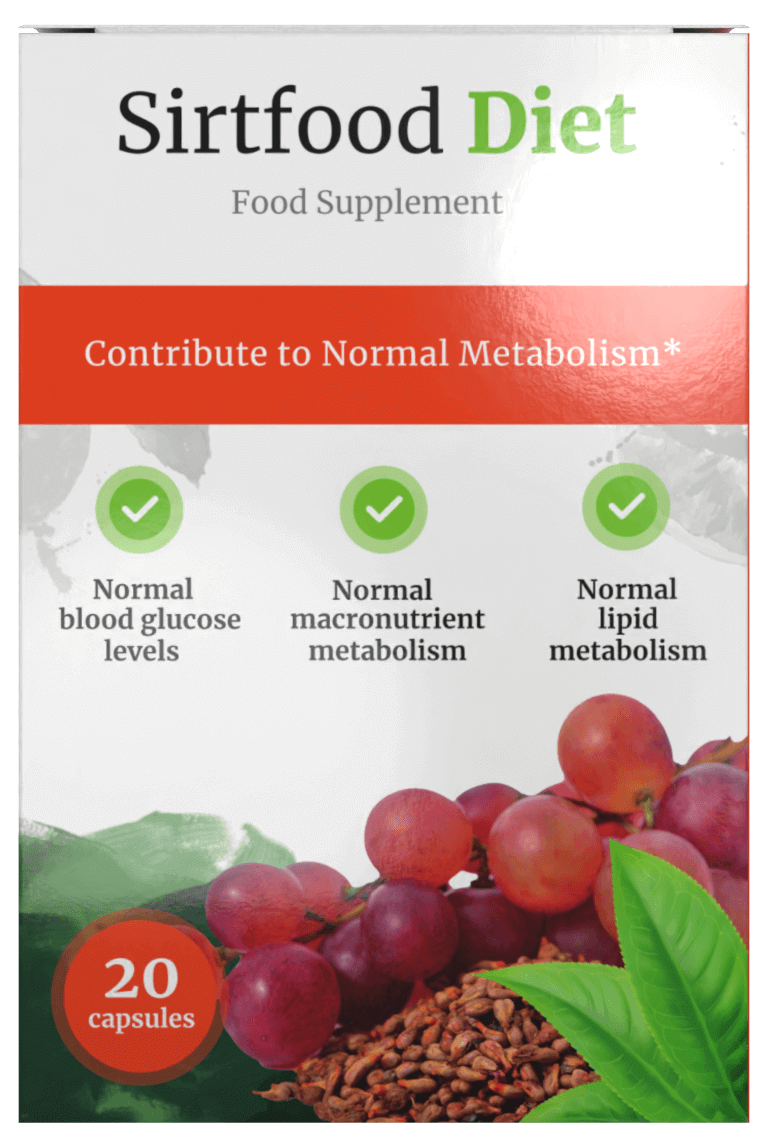 Sirtfood Diet
Food Supplement
Contribute to Normal Metabolism*
Normal
blood glucose
levels
Normal
macronutrient
metabolism
Normal
lipid
metabolism
20
capsules